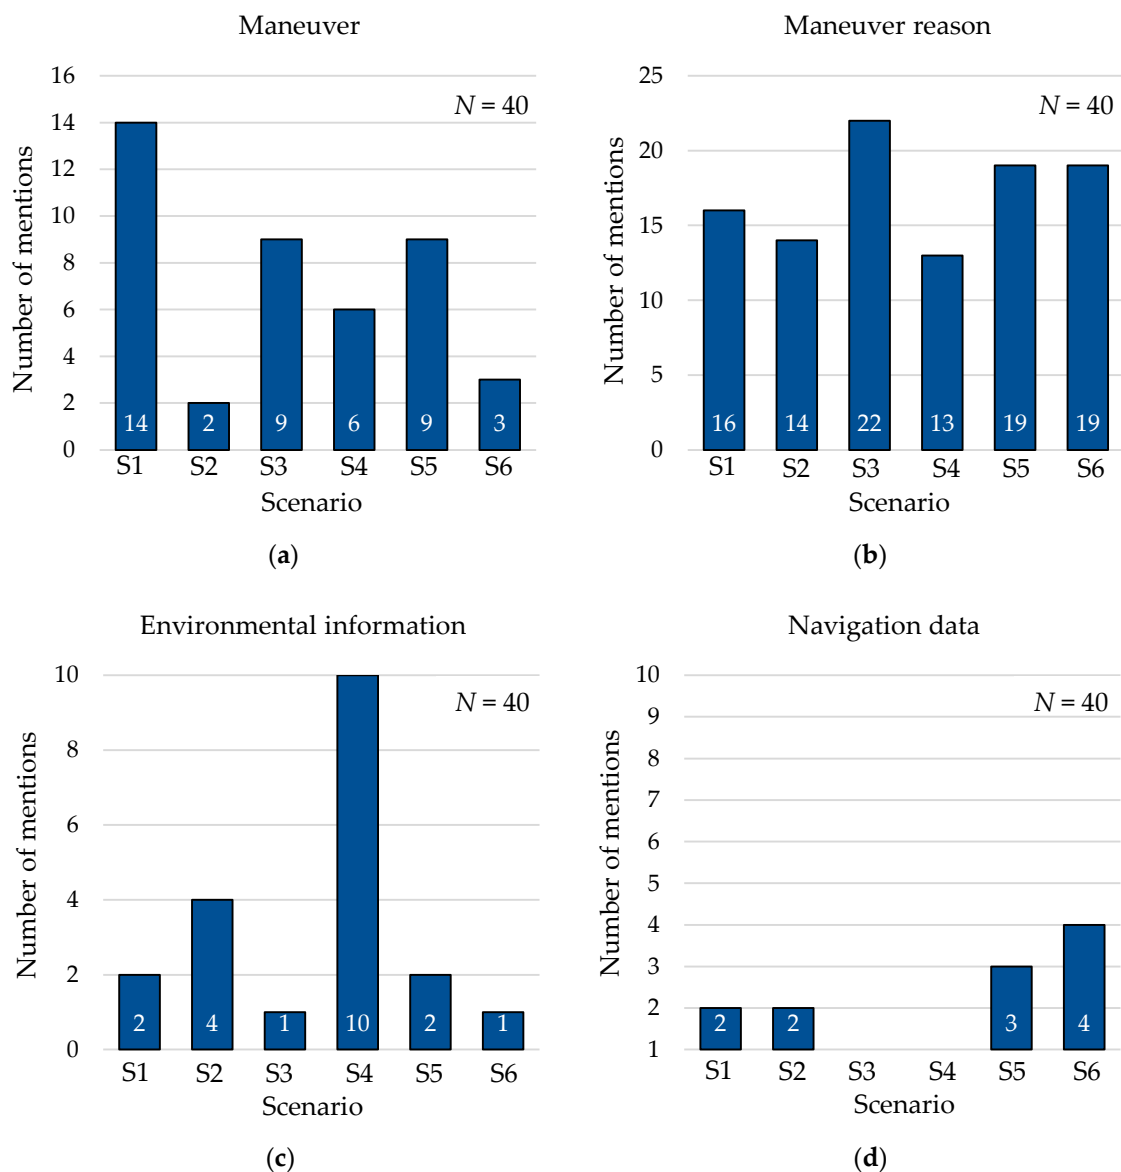 Maneuver
16
14
12
10
8
6
4
2
0
Number of mentions
N = 40
14
2
9
6
9
3
S1 S2 S3 S4 S5 S6
Scenario
(a)
Maneuver reason
25
20
15
10
5
0
Number of mentions
N = 40
16
14
22
13
19
19
S1 S2 S3 S4 S5 S6
Scenario
(b)
Environmental information
10
8
6
4
2
0
Number of mentions
N = 40
2
4
1
10
2
1
S1 S2 S3 S4 S5 S6
Scenario
(c)
Navigation data
10
9
8
7
6
5
4
3
2
1
Number of mentions
N = 40
2
2
3
4
S1 S2 S3 S4 S5 S6
Scenario
(d)